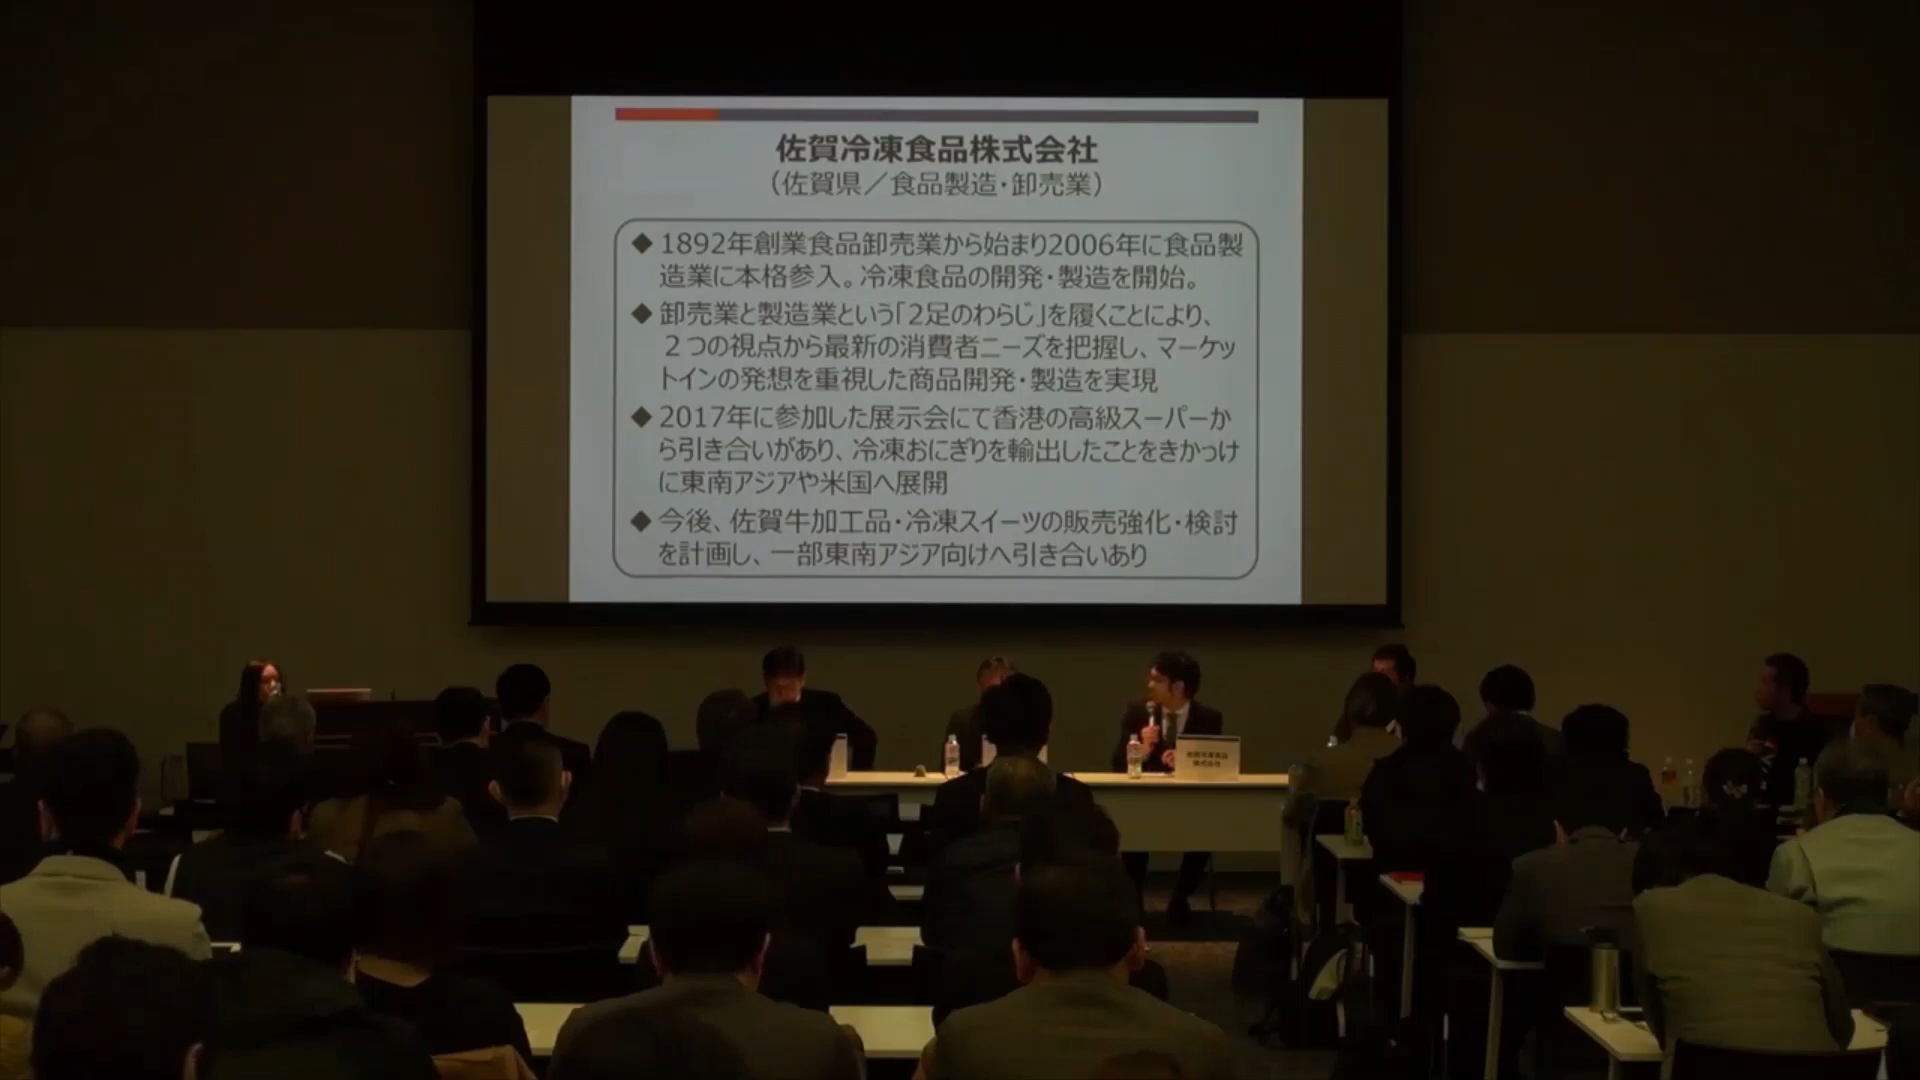 佐賀冷凍食品株式会社
（佐賀県／食品製造・卸売業）
◆ 1892年創業食品卸売業から始まり2006年に食品製
造業に本格参入。冷凍食品の開発・製造を開始。
◆ 卸売業と製造業という「２足のわらじ」を履くことにより、
２つの視点から最新の消費者ニーズを把握し、マーケッ
トインの発想を重視した商品開発・製造を実現
◆ 2017年に参加した展示会にて香港の高級スーパーか
ら引き合いがあり、冷凍おにぎりを輸出したことをきかっけ
に東南アジアや米国へ展開
◆ 今後、佐賀牛加工品・冷凍スイーツの販売強化・検討
を計画し、一部東南アジア向けへ引き合いあり
佐賀冷凍食品
株式会社